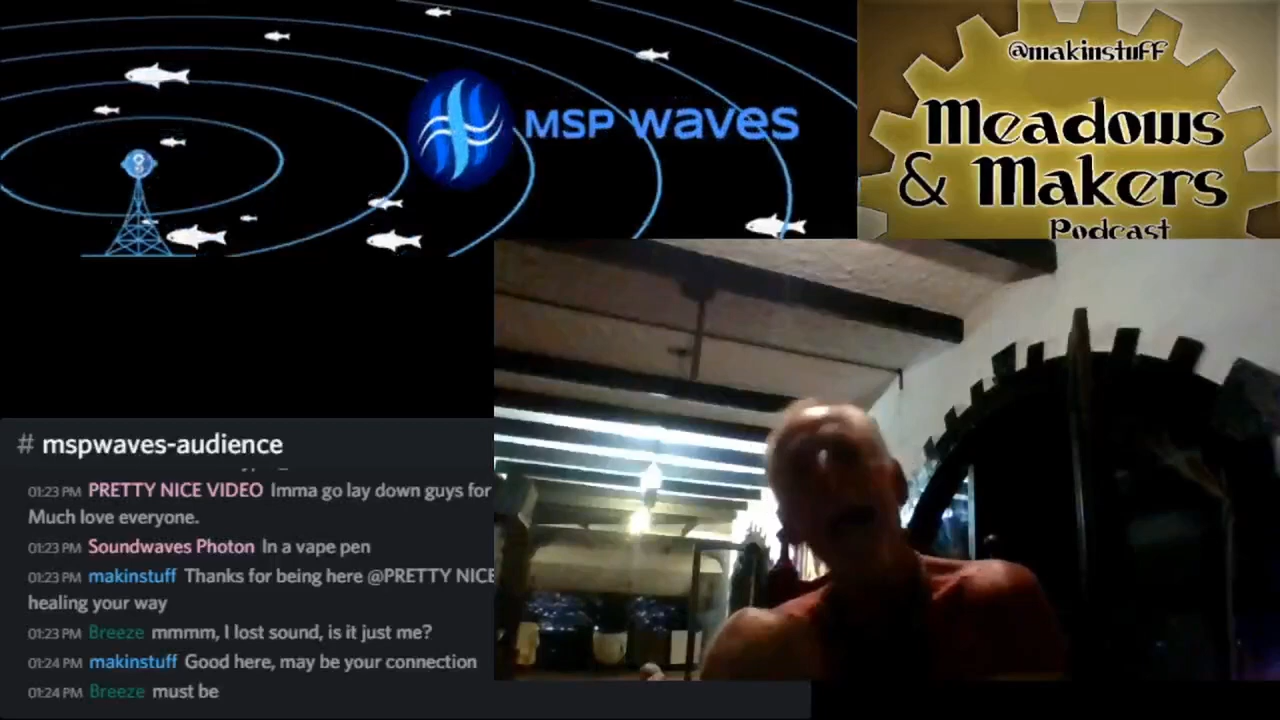 MSP waves
@makinstuff
Meadows
& Makers
Podcast
# mspwaves-audience
01:23 PM PRETTY NICE VIDEO Imma go lay down guys for
Much love everyone.
01:23 PM Soundwaves Photon In a vape pen
01:23 PM makinstuff Thanks for being here @PRETTY NICE
healing your way
01:23 PM Breeze mmmm, I lost sound, is it just me?
01:24 PM makinstuff Good here, may be your connection
01:24 PM Breeze must be